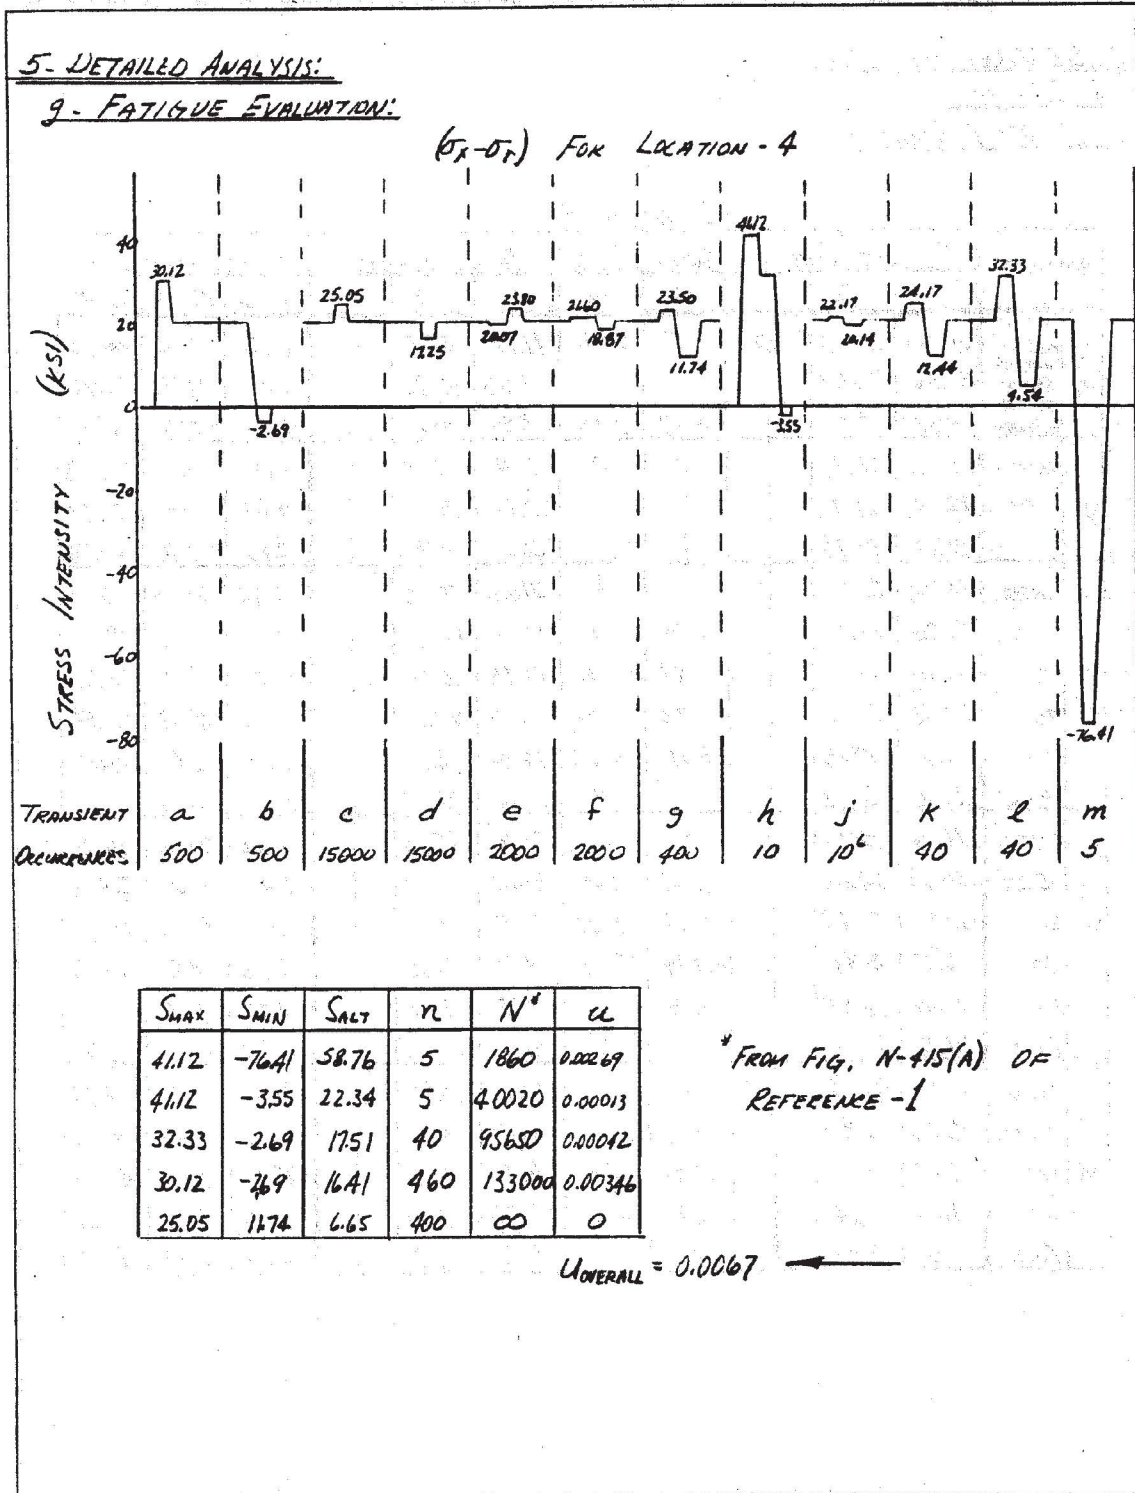 5- DETAILED ANALYSIS:
g- FATIGUE EVALUATION:
(σx-σr) FOR LOCATION - 4
STRESS INTENSITY (KSI)
40
20
0
-20
-40
-60
-80
30.12
-2.69
25.05
17.25
20.07
23.80
21.60
18.87
23.50
11.74
41.12
-3.55
22.17
20.14
24.17
12.44
32.33
4.54
-76.41
TRANSIENT a b c d e f g h j K l m
OCCURRENCES 500 500 15000 15000 2000 2000 400 10 10⁶ 40 40 5
SMAX SMIN SALT n N* u
41.12 -76.41 58.76 5 1860 0.00269
41.12 -3.55 22.34 5 40020 0.00013
32.33 -2.69 17.51 40 95650 0.00042
30.12 -2.69 16.41 460 133000 0.00346
25.05 11.74 6.65 400 ∞ 0
*FROM FIG. N-415(A) OF
REFERENCE-1
UOVERALL = 0.0067